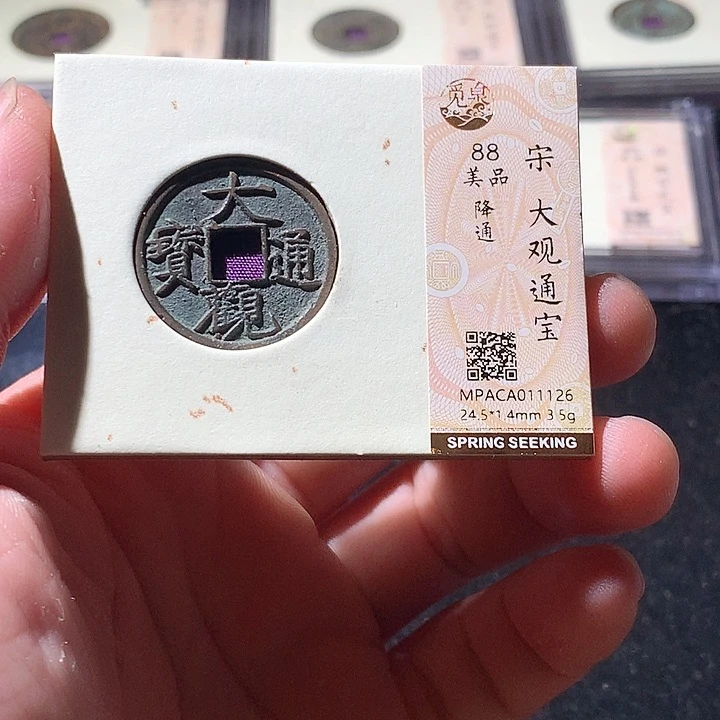 大
寶 通
觀
觅泉
88
美品
降通
宋 大观通宝
MPACA011126
24.5*1.4mm 3.5g
SPRING SEEKING